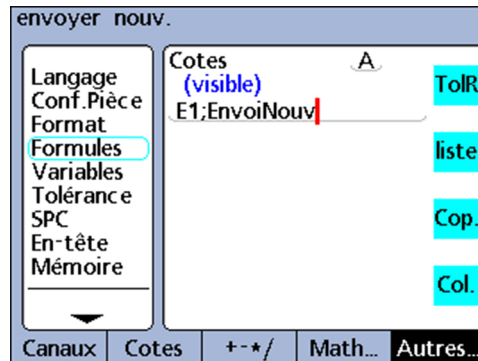 envoyer nouv.
Langage
Conf.Pièce
Format
Formules
Variables
Tolérance
SPC
En-tête
Mémoire
Cotes A
(visible)
E1;EnvoiNouv
TolR
liste
Cop.
Col.
Canaux Cotes +-*/ Math... Autres...